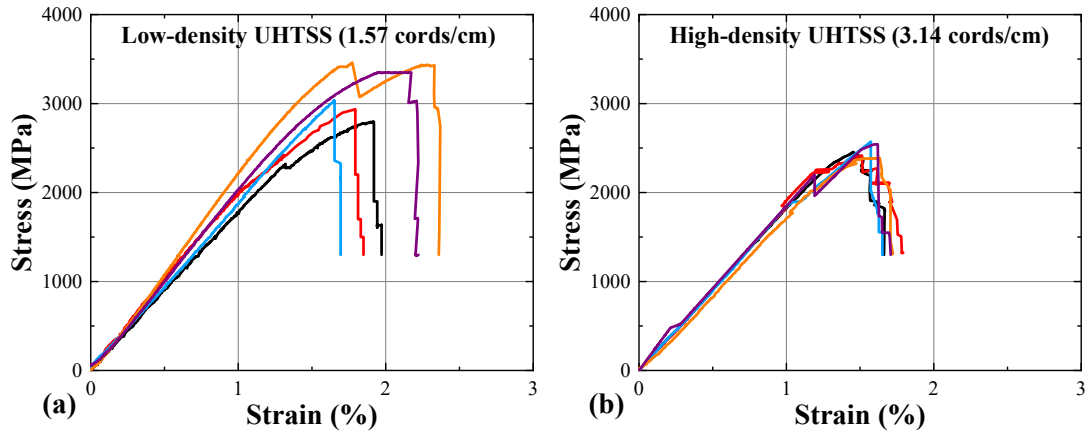 Low-density UHTSS (1.57 cords/cm)
Stress (MPa)
4000
3000
2000
1000
0
0
1
2
3
Strain (%)
(a)
High-density UHTSS (3.14 cords/cm)
Stress (MPa)
4000
3000
2000
1000
0
0
1
2
3
Strain (%)
(b)